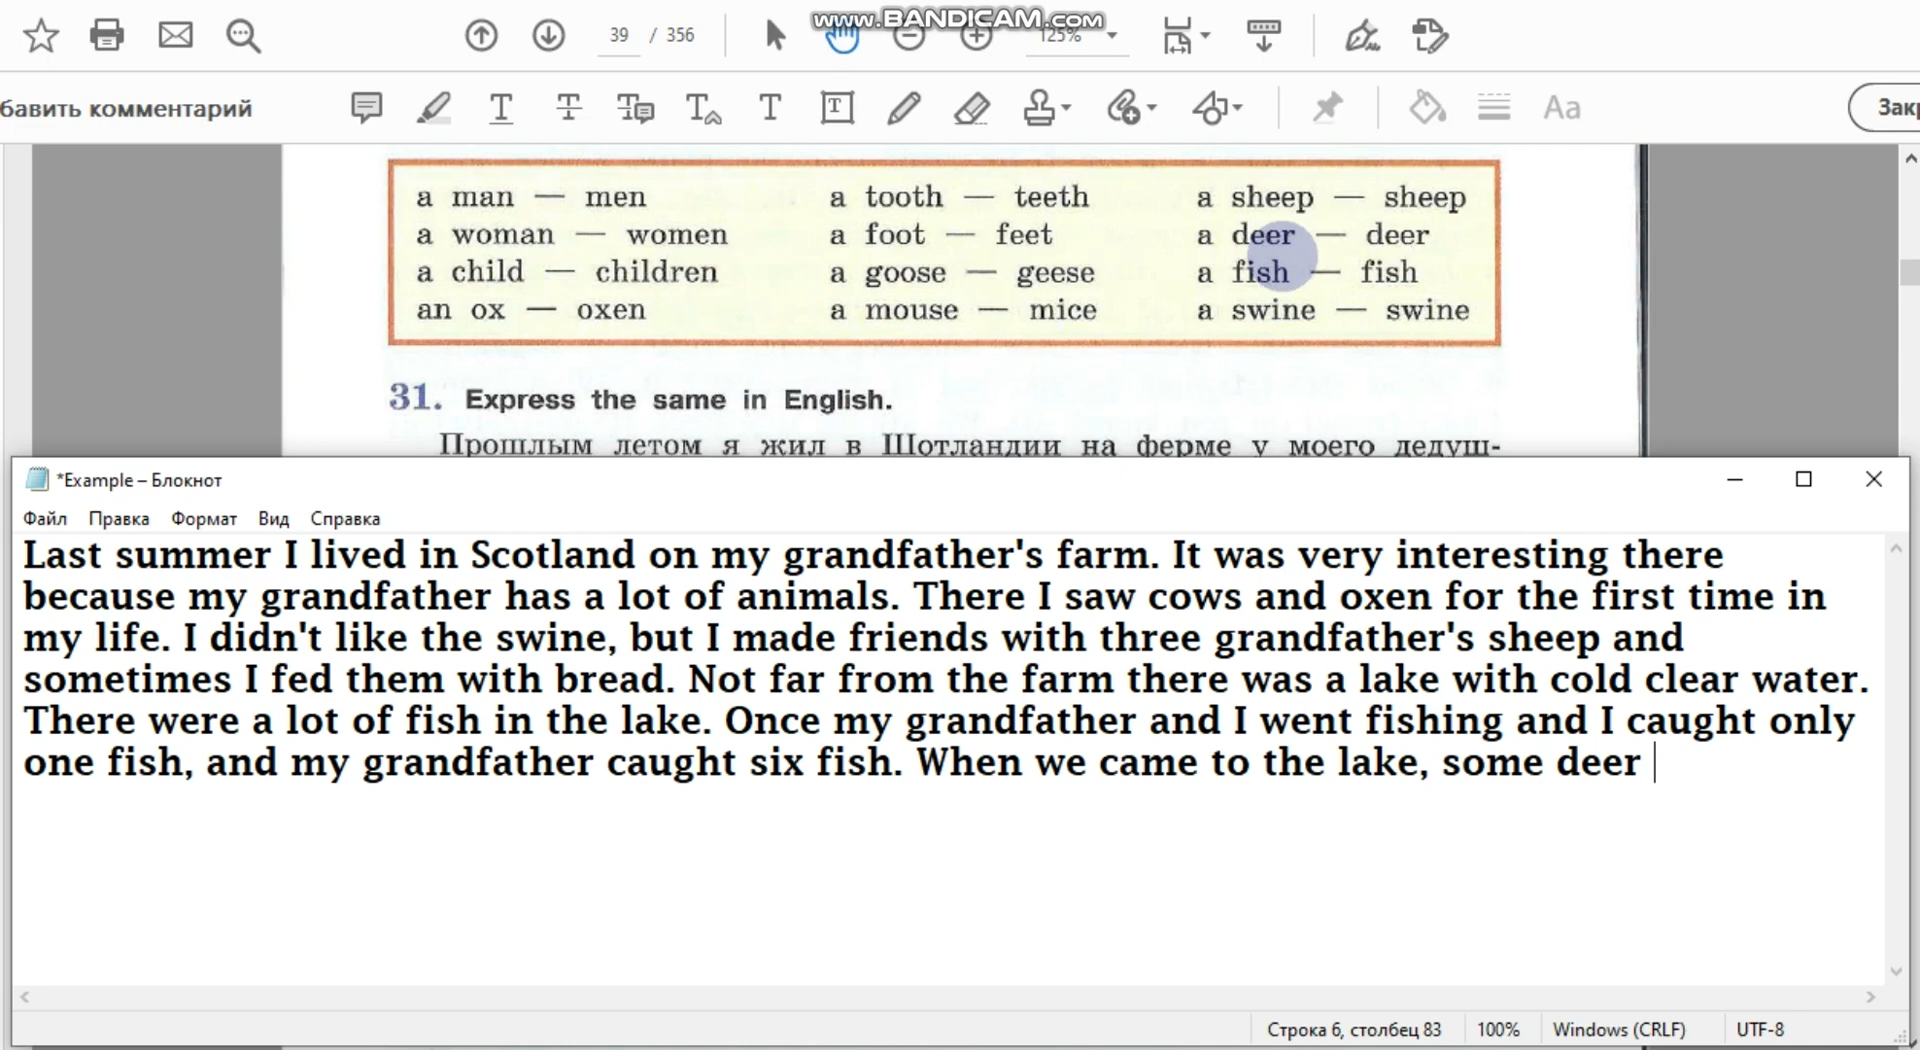 www.BANDICAM.com
39 / 356
125%
бавить комментарий
Aa
a man — men
a woman — women
a child — children
an ox — oxen
a tooth — teeth
a foot — feet
a goose — geese
a mouse — mice
a sheep — sheep
a deer — deer
a fish — fish
a swine — swine
31. Express the same in English.
Прошлым летом я жил в Шотландии на ферме у моего дедуш-
*Example – Блокнот
Файл Правка Формат Вид Справка
Last summer I lived in Scotland on my grandfather's farm. It was very interesting there
because my grandfather has a lot of animals. There I saw cows and oxen for the first time in
my life. I didn't like the swine, but I made friends with three grandfather's sheep and
sometimes I fed them with bread. Not far from the farm there was a lake with cold clear water.
There were a lot of fish in the lake. Once my grandfather and I went fishing and I caught only
one fish, and my grandfather caught six fish. When we came to the lake, some deer
Строка 6, столбец 83 100% Windows (CRLF) UTF-8